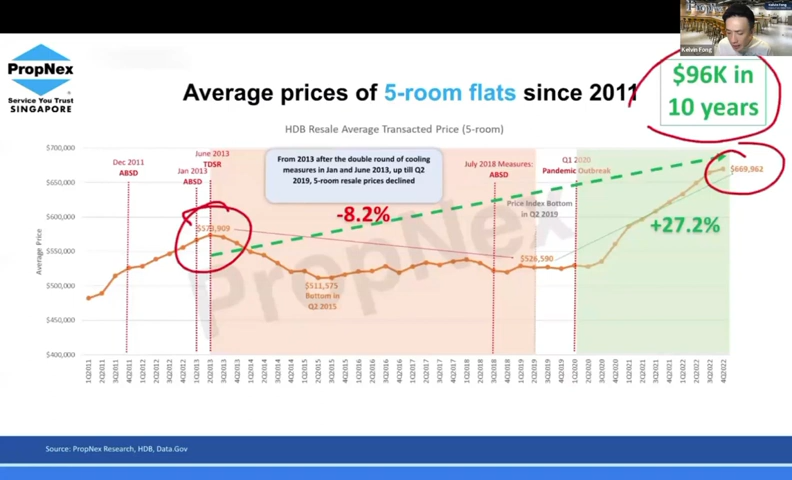 PropNex
Service You Trust
SINGAPORE
Average prices of 5-room flats since 2011
$96K in
10 years
Kelvin Fong
Kelvin Fong
HDB Resale Average Transacted Price (5-room)
From 2013 after the double round of cooling
measures in Jan and June 2013, up till Q2
2019, 5-room resale prices declined
Dec 2011
ABSD
Jan 2013
ABSD
June 2013
TDSR
July 2018 Measures:
ABSD
Q1 2020
Pandemic Outbreak
Price Index Bottom
in Q2 2019
-8.2%
+27.2%
$573,909
$511,575
Bottom in
Q2 2015
$526,590
$669,962
PropNex
Average Price
$700,000
$650,000
$600,000
$550,000
$500,000
$450,000
$400,000
1Q2011
2Q2011
3Q2011
4Q2011
1Q2012
2Q2012
3Q2012
4Q2012
1Q2013
2Q2013
3Q2013
4Q2013
1Q2014
2Q2014
3Q2014
4Q2014
1Q2015
2Q2015
3Q2015
4Q2015
1Q2016
2Q2016
3Q2016
4Q2016
1Q2017
2Q2017
3Q2017
4Q2017
1Q2018
2Q2018
3Q2018
4Q2018
1Q2019
2Q2019
3Q2019
4Q2019
1Q2020
2Q2020
3Q2020
4Q2020
1Q2021
2Q2021
3Q2021
4Q2021
1Q2022
2Q2022
3Q2022
4Q2022
Source: PropNex Research, HDB, Data.Gov